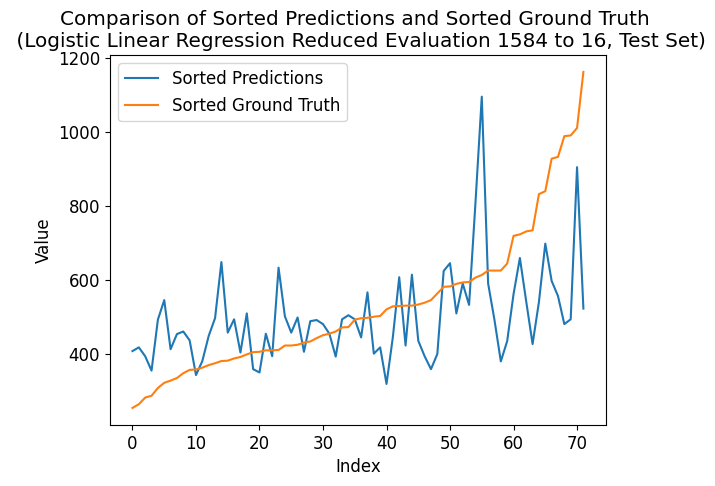 Comparison of Sorted Predictions and Sorted Ground Truth
(Logistic Linear Regression Reduced Evaluation 1584 to 16, Test Set)
Sorted Predictions
Sorted Ground Truth
1200
1000
800
600
400
Value
0 10 20 30 40 50 60 70
Index